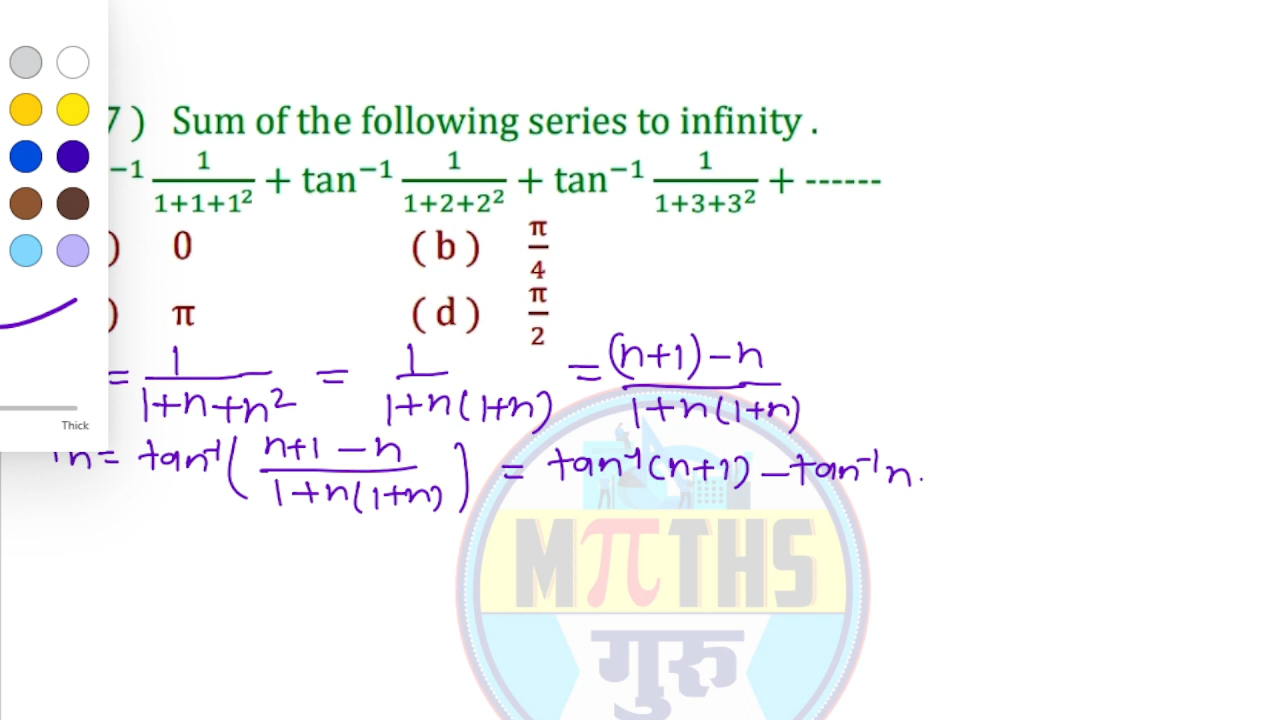 7 ) Sum of the following series to infinity .
−1 1/(1+1+1²) + tan⁻¹ 1/(1+2+2²) + tan⁻¹ 1/(1+3+3²) + ------
) 0 ( b ) π/4
) π ( d ) π/2
= 1/(1+n+n²) = 1/(1+n(1+n)) = ((n+1)−n)/(1+n(1+n))
Thick
n = tan⁻¹( (n+1−n)/(1+n(1+n)) ) = tan⁻¹(n+1) − tan⁻¹n.
MπTHS
गुरु